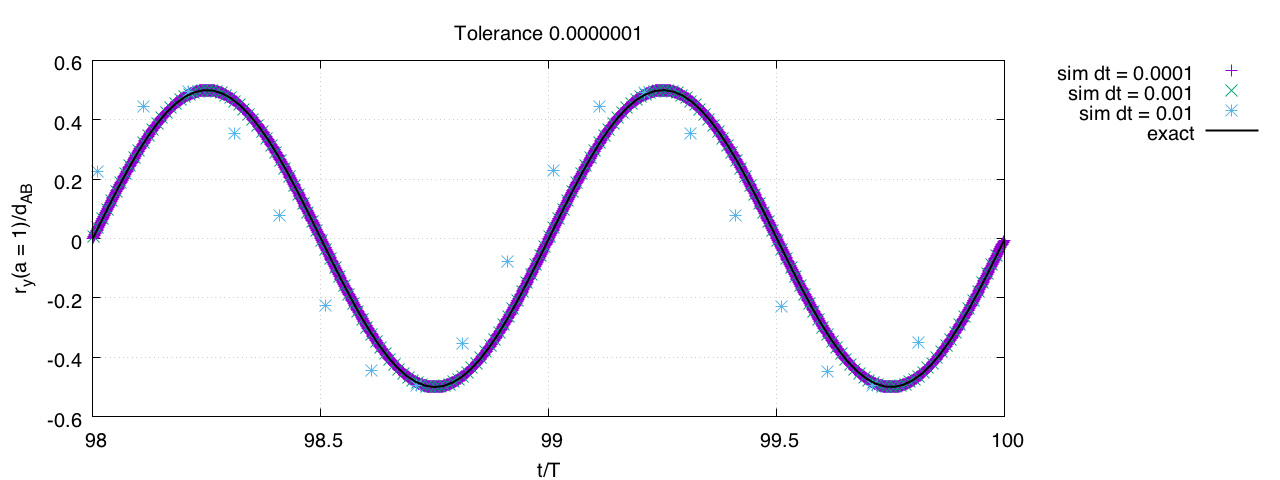 Tolerance 0.0000001
sim dt = 0.0001
sim dt = 0.001
sim dt = 0.01
exact
0.6
0.4
0.2
0
-0.2
-0.4
-0.6
r_y(a = 1)/d_AB
98
98.5
99
99.5
100
t/T